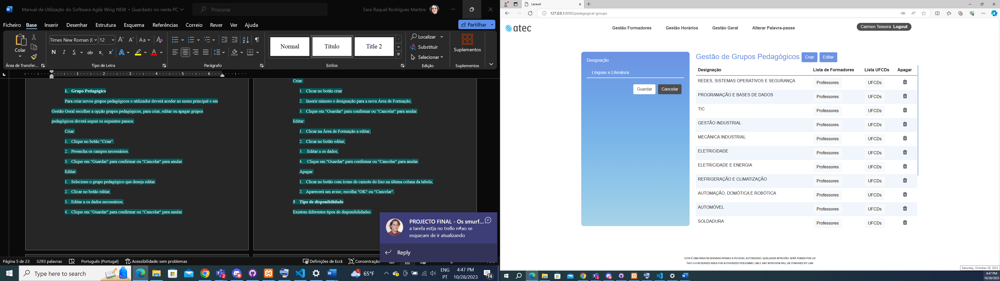 Manual de Utilização do Software Agile Wing NEW • Guardado no neste PC
Procurar
Sara Raquel Rodrigues Martins
Ficheiro Base Inserir Desenhar Estrutura Esquema Referências Correio Rever Ver Ajuda
Partilhar
Colar
Times New Roman (C
12
Aa
Normal
Título
Title 2
Localizar
Substituir
Selecionar
Suplementos
Área de Transfer...
Tipo de Letra
Parágrafo
Estilos
Edição
Suplementos
1 2 3 4 5 6
1. Grupo Pedagógico
Para criar novos grupos pedagógicos o utilizador deverá aceder ao menu principal e em
Gestão Geral escolher a opção grupos pedagógicos, para criar, editar ou apagar grupos
pedagógicos deverá seguir os seguintes passos:
Criar:
1. Clique no botão "Criar".
2. Preencha os campos necessários.
3. Clique em "Guardar" para confirmar ou "Cancelar" para anular.
Editar:
1. Selecione o grupo pedagógico que deseja editar.
2. Clicar no botão editar;
3. Editar a os dados necessários;
4. Clique em "Guardar" para confirmar ou "Cancelar" para anular.
Criar:
1. Clicar no botão criar
2. Inserir número e designação para a nova Área de Formação;
3. Clique em "Guardar" para confirmar ou "Cancelar" para anular.
Editar:
1. Clicar na Área de Formação a editar;
2. Clicar no botão editar;
3. Editar a os dados;
4. Clique em "Guardar" para confirmar ou "Cancelar" para anular.
Apagar:
1. Clicar no botão com ícone de caixote do lixo na última coluna da tabela;
2. Aparecerá um aviso; escolha "OK" ou "Cancelar".
3 Tipo de disponibilidade
Existem diferentes tipos de disponibilidades:
PROJECTO FINAL - Os smurf...
a tarefa est]a no trello n#ao se
esque;am de ir atualizando
Reply
Página 5 de 23
3293 palavras
Português (Portugal)
Acessibilidade: sem problemas
Definições de Ecrã
Concentração
Type here to search
65°F
ENG
PT
4:47 PM
10/28/2023
14
Laravel
127.0.0.1:8000/pedagogical-groups
atec
Gestão Formadores
Gestão Horários
Gestão Geral
Alterar Palavra-passe
Carmen Teixeira Logout
Designação
Línguas e Literatura
Guardar
Cancelar
Gestão de Grupos Pedagógicos
Criar
Editar
Designação Lista de Formadores Lista UFCDs Apagar
REDES, SISTEMAS OPERATIVOS E SEGURANÇA Professores UFCDs
PROGRAMAÇÃO E BASES DE DADOS Professores UFCDs
TIC Professores UFCDs
GESTÃO INDUSTRIAL Professores UFCDs
MECÂNICA INDUSTRIAL Professores UFCDs
ELETRICIDADE Professores UFCDs
ELETRICIDADE E ENERGIA Professores UFCDs
REFRIGERAÇÃO E CLIMATIZAÇÃO Professores UFCDs
AUTOMAÇÃO, DOMÓTICA E ROBÓTICA Professores UFCDs
AUTOMÓVEL Professores UFCDs
SOLDADURA Professores UFCDs
ESTA É UMA ÁREA RESERVADA APENAS A PESSOAL AUTORIZADO, QUALQUER INTRUSÃO SERÁ PUNIDA POR LEI
THIS IS A RESERVED AREA FOR AUTHORIZED PERSONNEL ONLY, ANY INTRUSION WILL BE PUNISHED BY LAW.
Saturday, October 28, 2023
4:47 PM
10/28/2023